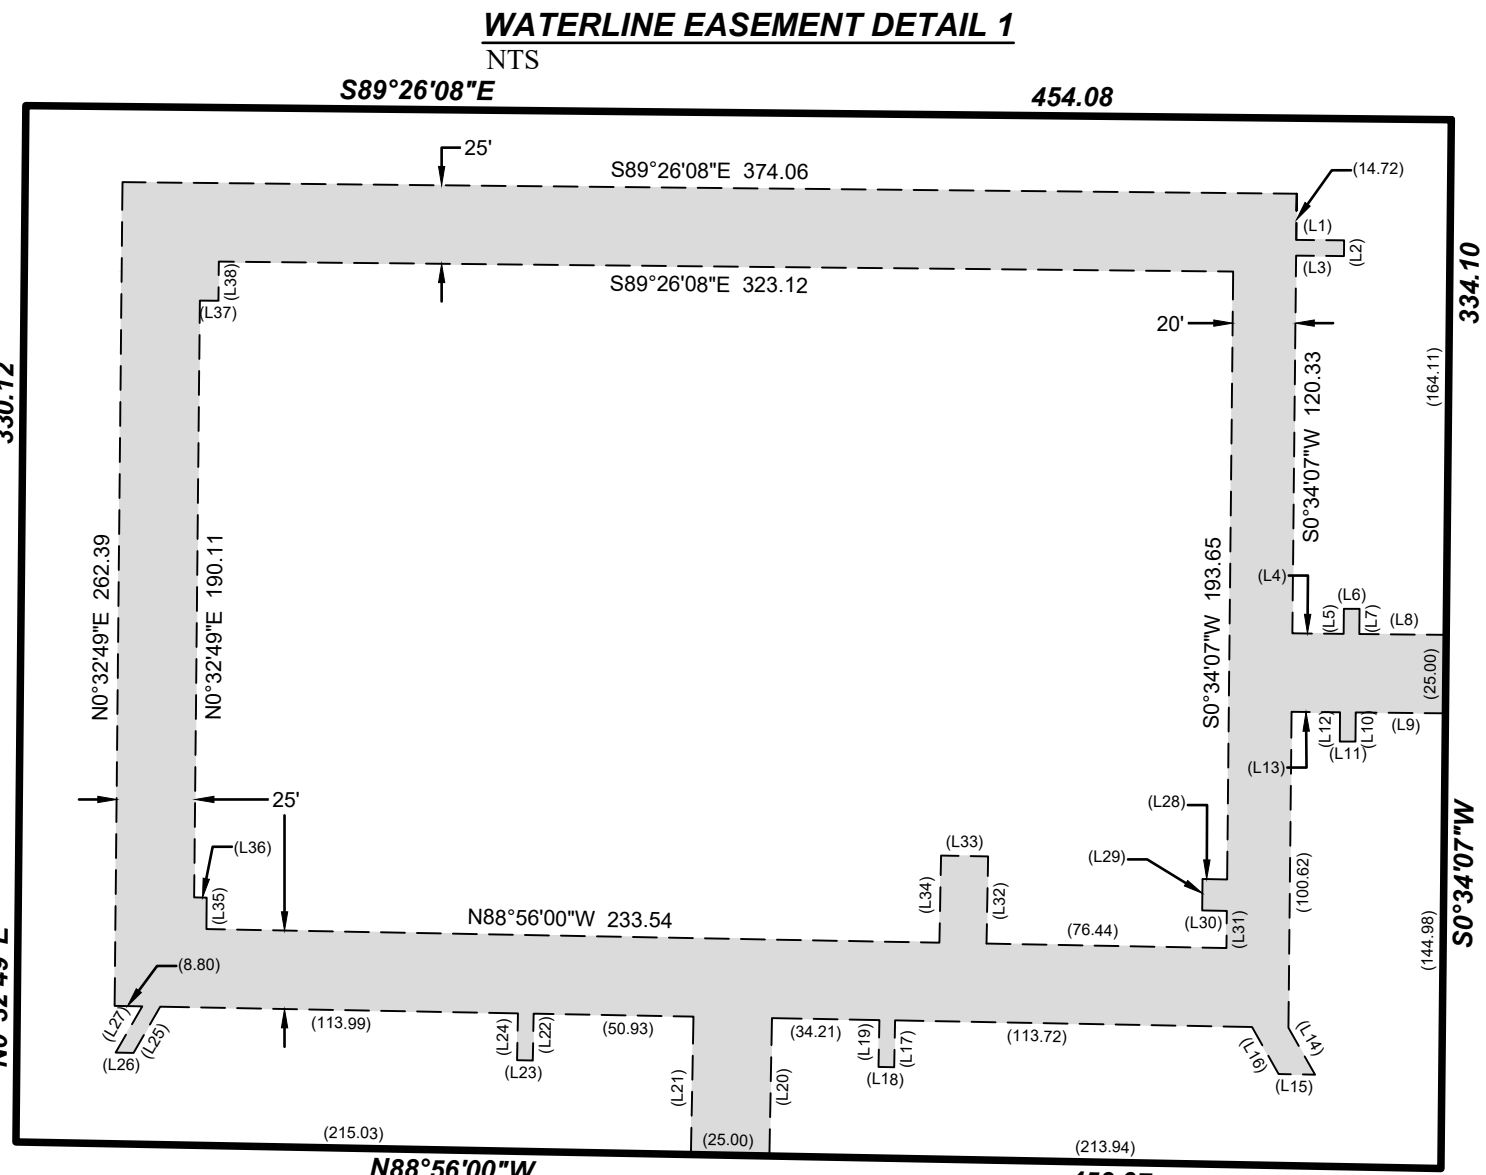 WATERLINE EASEMENT DETAIL 1
NTS
S89°26'08"E
454.08
25'
S89°26'08"E 374.06
(14.72)
(L1)
(L2)
(L3)
(L38)
(L37)
S89°26'08"E 323.12
20'
334.10
(164.11)
S0°34'07"W 120.33
330.12
N0°32'49"E 262.39
N0°32'49"E 190.11
S0°34'07"W 193.65
(L4)
(L5)
(L6)
(L7)
(L8)
(25.00)
(L12)
(L10)
(L9)
(L11)
(L13)
25'
(L28)
(L36)
(L33)
(L29)
(L35)
(L34)
(L32)
(L30)
(L31)
(100.62)
S0°34'07"W
(144.98)
N88°56'00"W 233.54
(76.44)
(8.80)
N0°32'49"E
(L27)
(L25)
(L26)
(113.99)
(L24)
(L22)
(L23)
(50.93)
(34.21)
(L19)
(L17)
(L18)
(113.72)
(L16)
(L14)
(L15)
(L21)
(L20)
(215.03)
(25.00)
(213.94)
N88°56'00"W